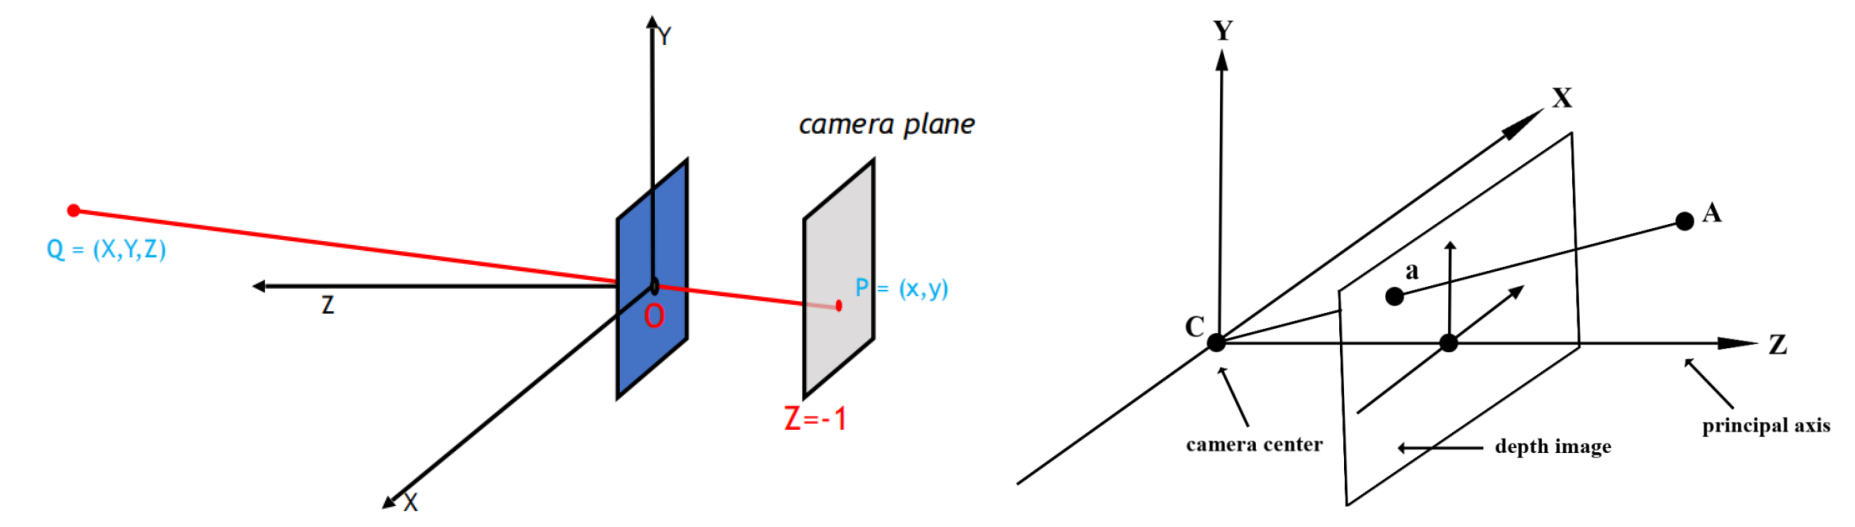 Y
camera plane
Q = (X,Y,Z)
Z
O
P = (x,y)
Z=-1
X
Y
X
A
a
C
Z
camera center
depth image
principal axis